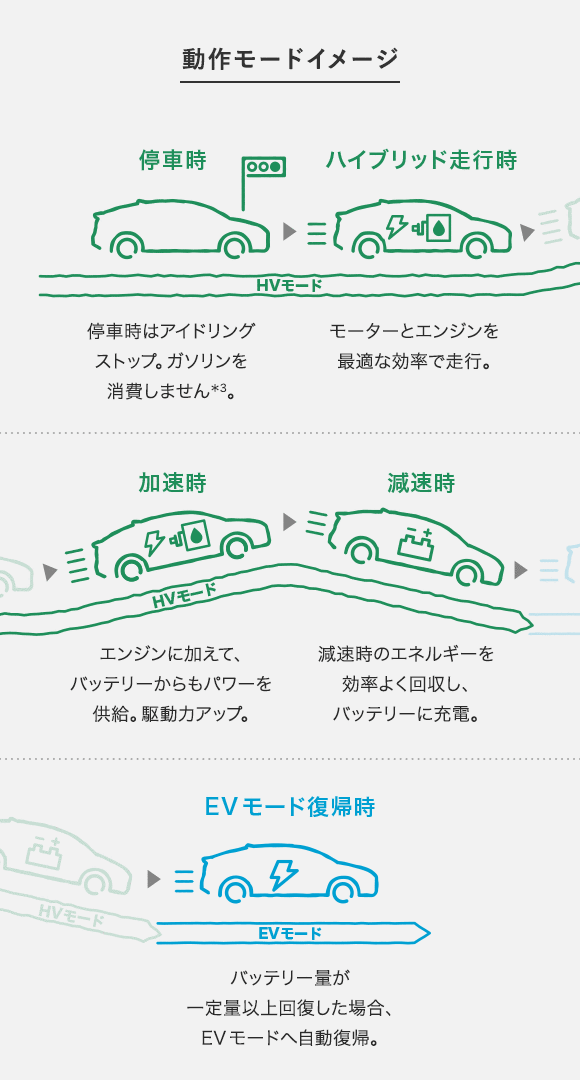 動作モードイメージ
停車時
ハイブリッド走行時
HVモード
停車時はアイドリング
ストップ。ガソリンを
消費しません*3。
モーターとエンジンを
最適な効率で走行。
加速時
減速時
HVモード
エンジンに加えて、
バッテリーからもパワーを
供給。駆動力アップ。
減速時のエネルギーを
効率よく回収し、
バッテリーに充電。
EVモード復帰時
HVモード
EVモード
バッテリー量が
一定量以上回復した場合、
EVモードへ自動復帰。